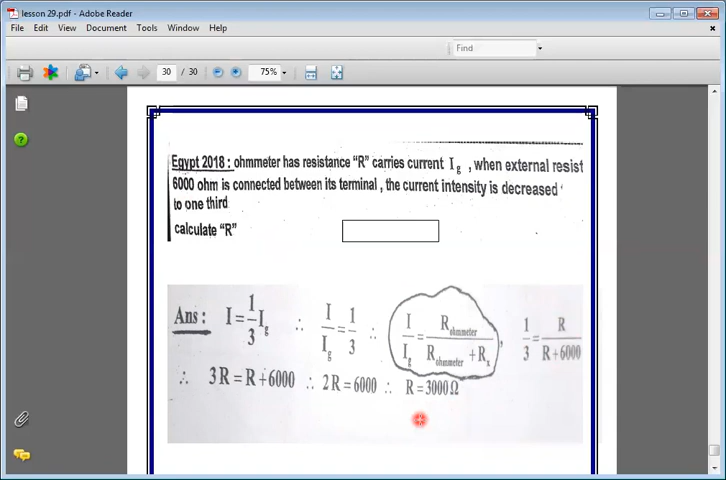 lesson 29.pdf - Adobe Reader
File Edit View Document Tools Window Help
Find
30 / 30 75%
Egypt 2018 : ohmmeter has resistance "R" carries current I g , when external resist
6000 ohm is connected between its terminal , the current intensity is decreased
to one third
calculate "R"
Ans : I = 1/3 I g ∴ I / I g = 1/3 ∴ I / I g = R ohmmeter / R ohmmeter + R x , 1/3 = R / R + 6000
∴ 3R = R + 6000 ∴ 2R = 6000 ∴ R = 3000 Ω